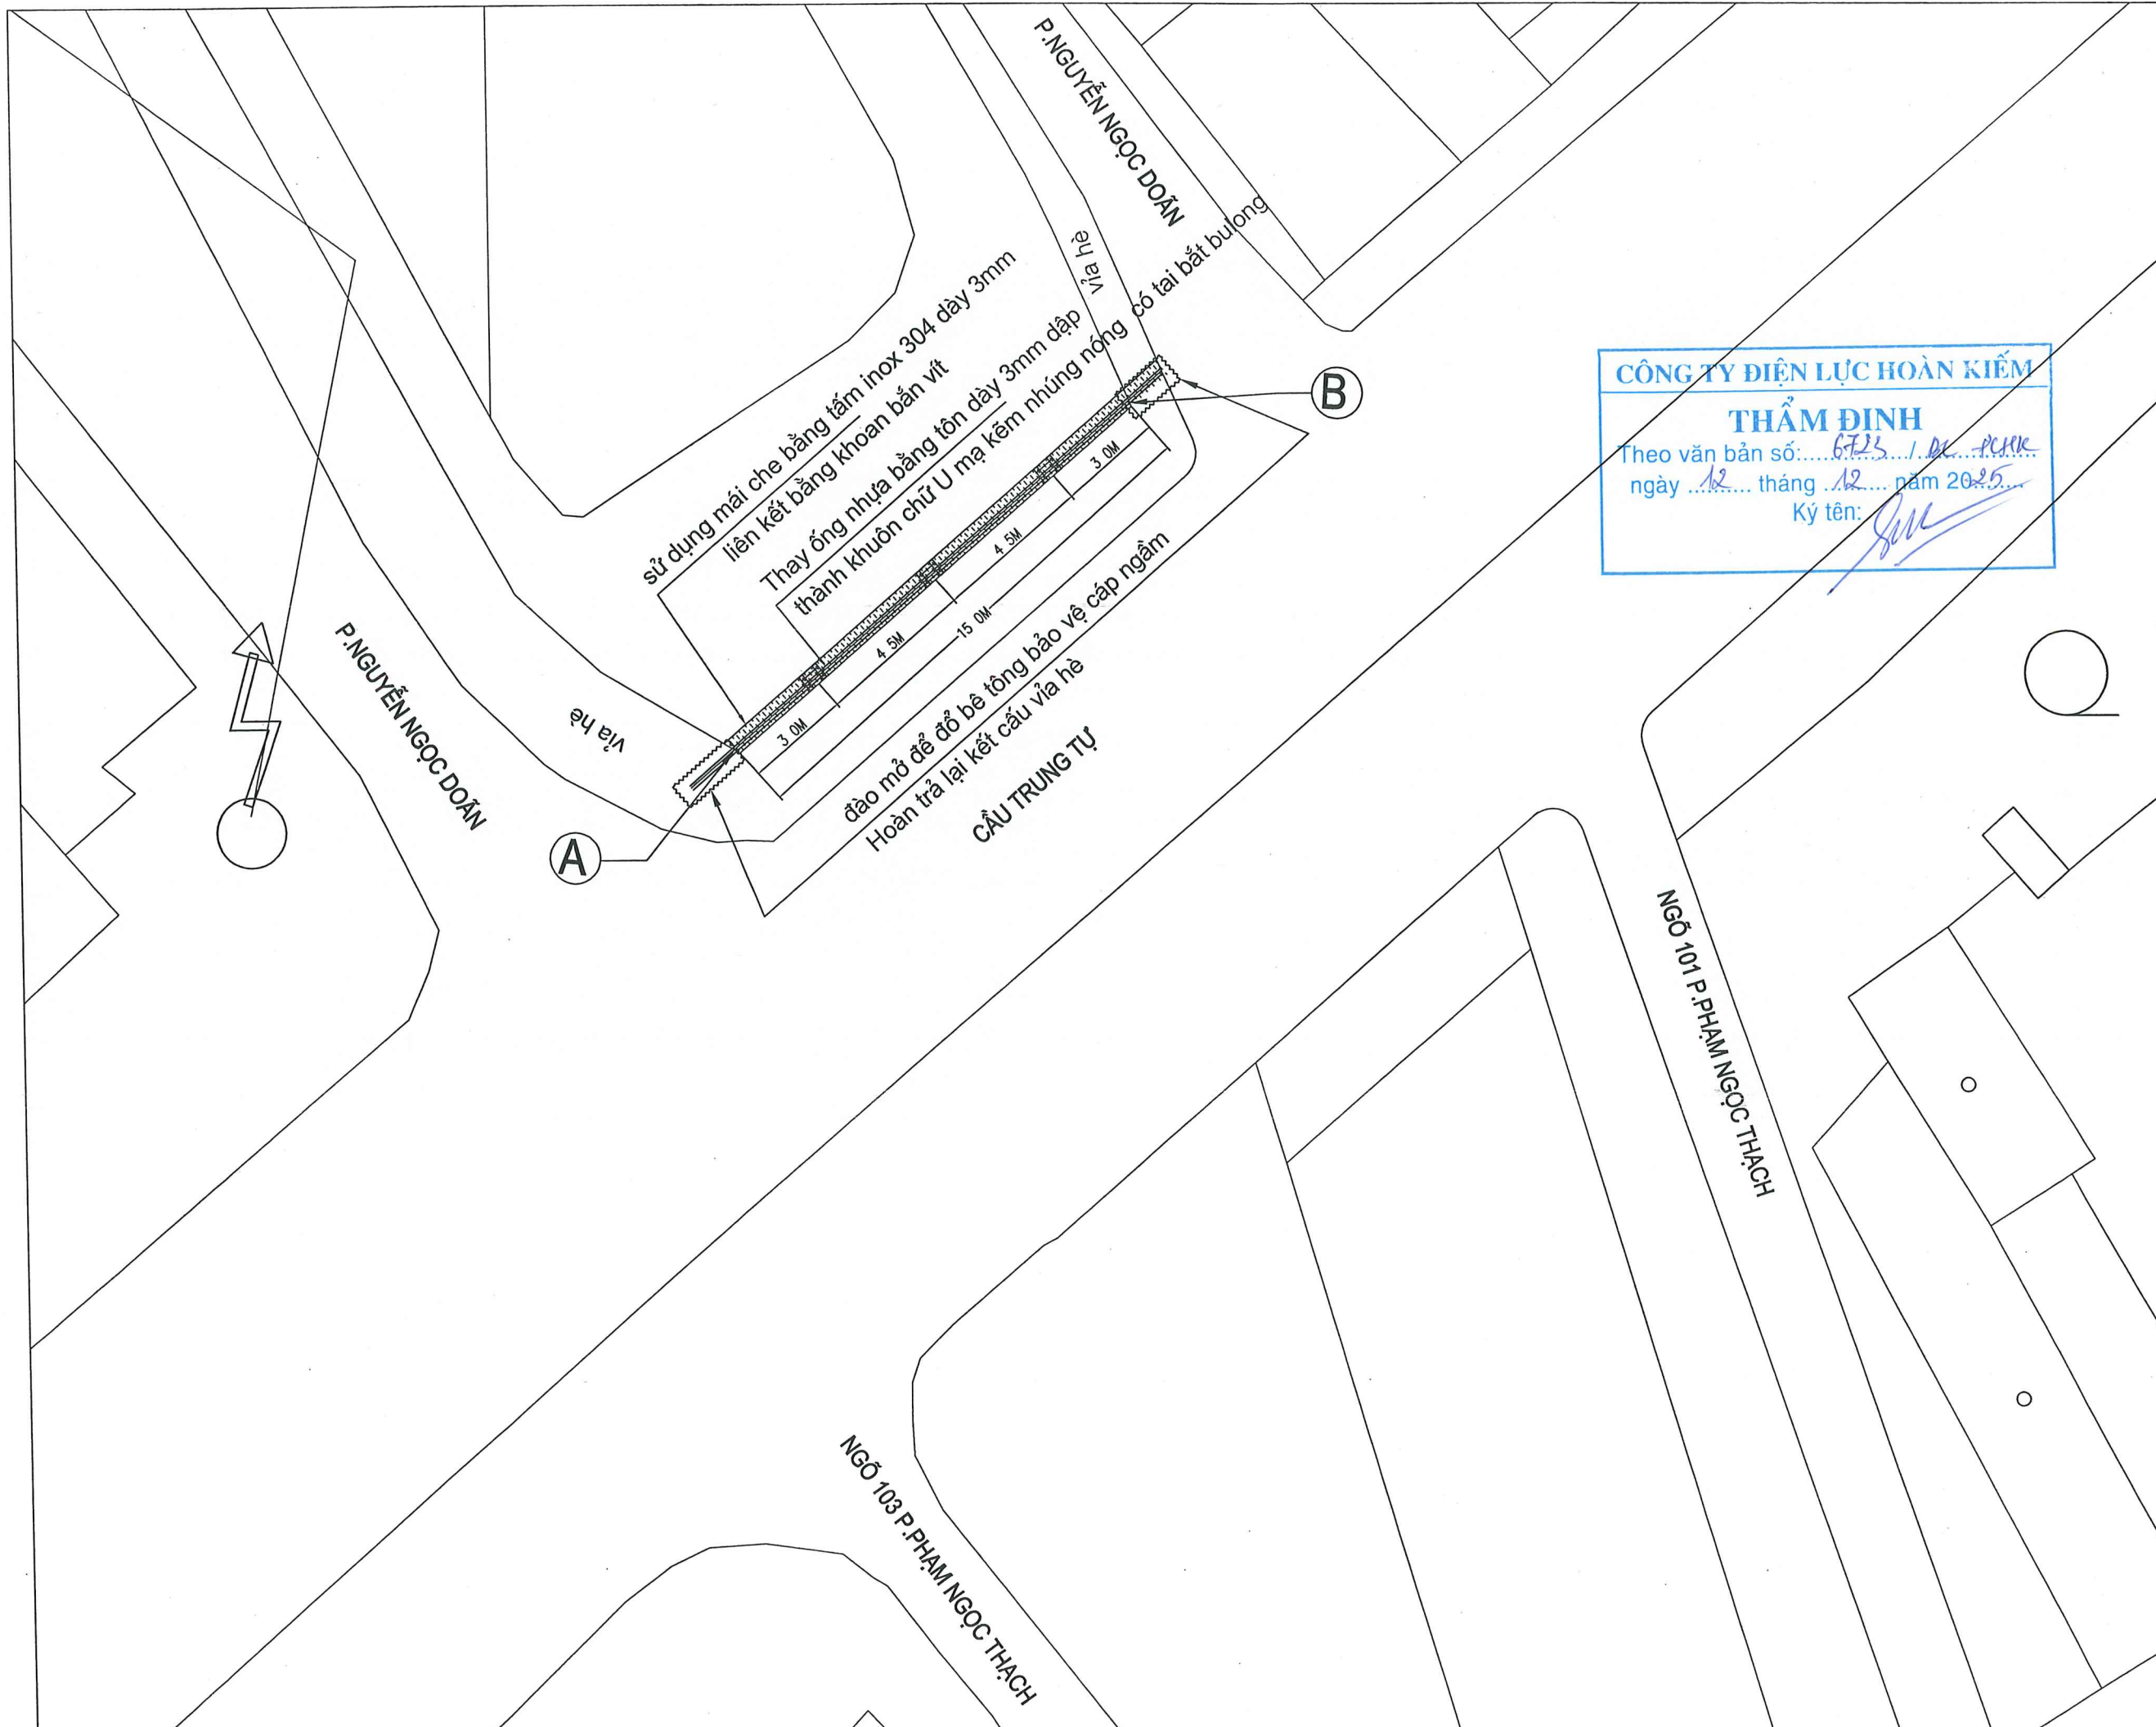 P.NGUYỄN NGỌC DOÃN
vỉa hè
sử dụng mái che bằng tấm inox 304 dày 3mm
liên kết bằng khoan bắn vít
Thay ống nhựa bằng tôn dày 3mm dập
thành khuôn chữ U mạ kẽm nhúng nóng có tai bắt bulong
B
3 0M
4 5M
4 5M
3 0M
15 0M
đào mở để đổ bê tông bảo vệ cáp ngầm
Hoàn trả lại kết cấu vỉa hè
CẦU TRUNG TỰ
P.NGUYỄN NGỌC DOÃN
vỉa hè
A
CÔNG TY ĐIỆN LỰC HOÀN KIẾM
THẨM ĐỊNH
Theo văn bản số: 6723 /
ngày 12 tháng 12 năm 2025
Ký tên:
NGÕ 101 P.PHẠM NGỌC THẠCH
NGÕ 103 P.PHẠM NGỌC THẠCH